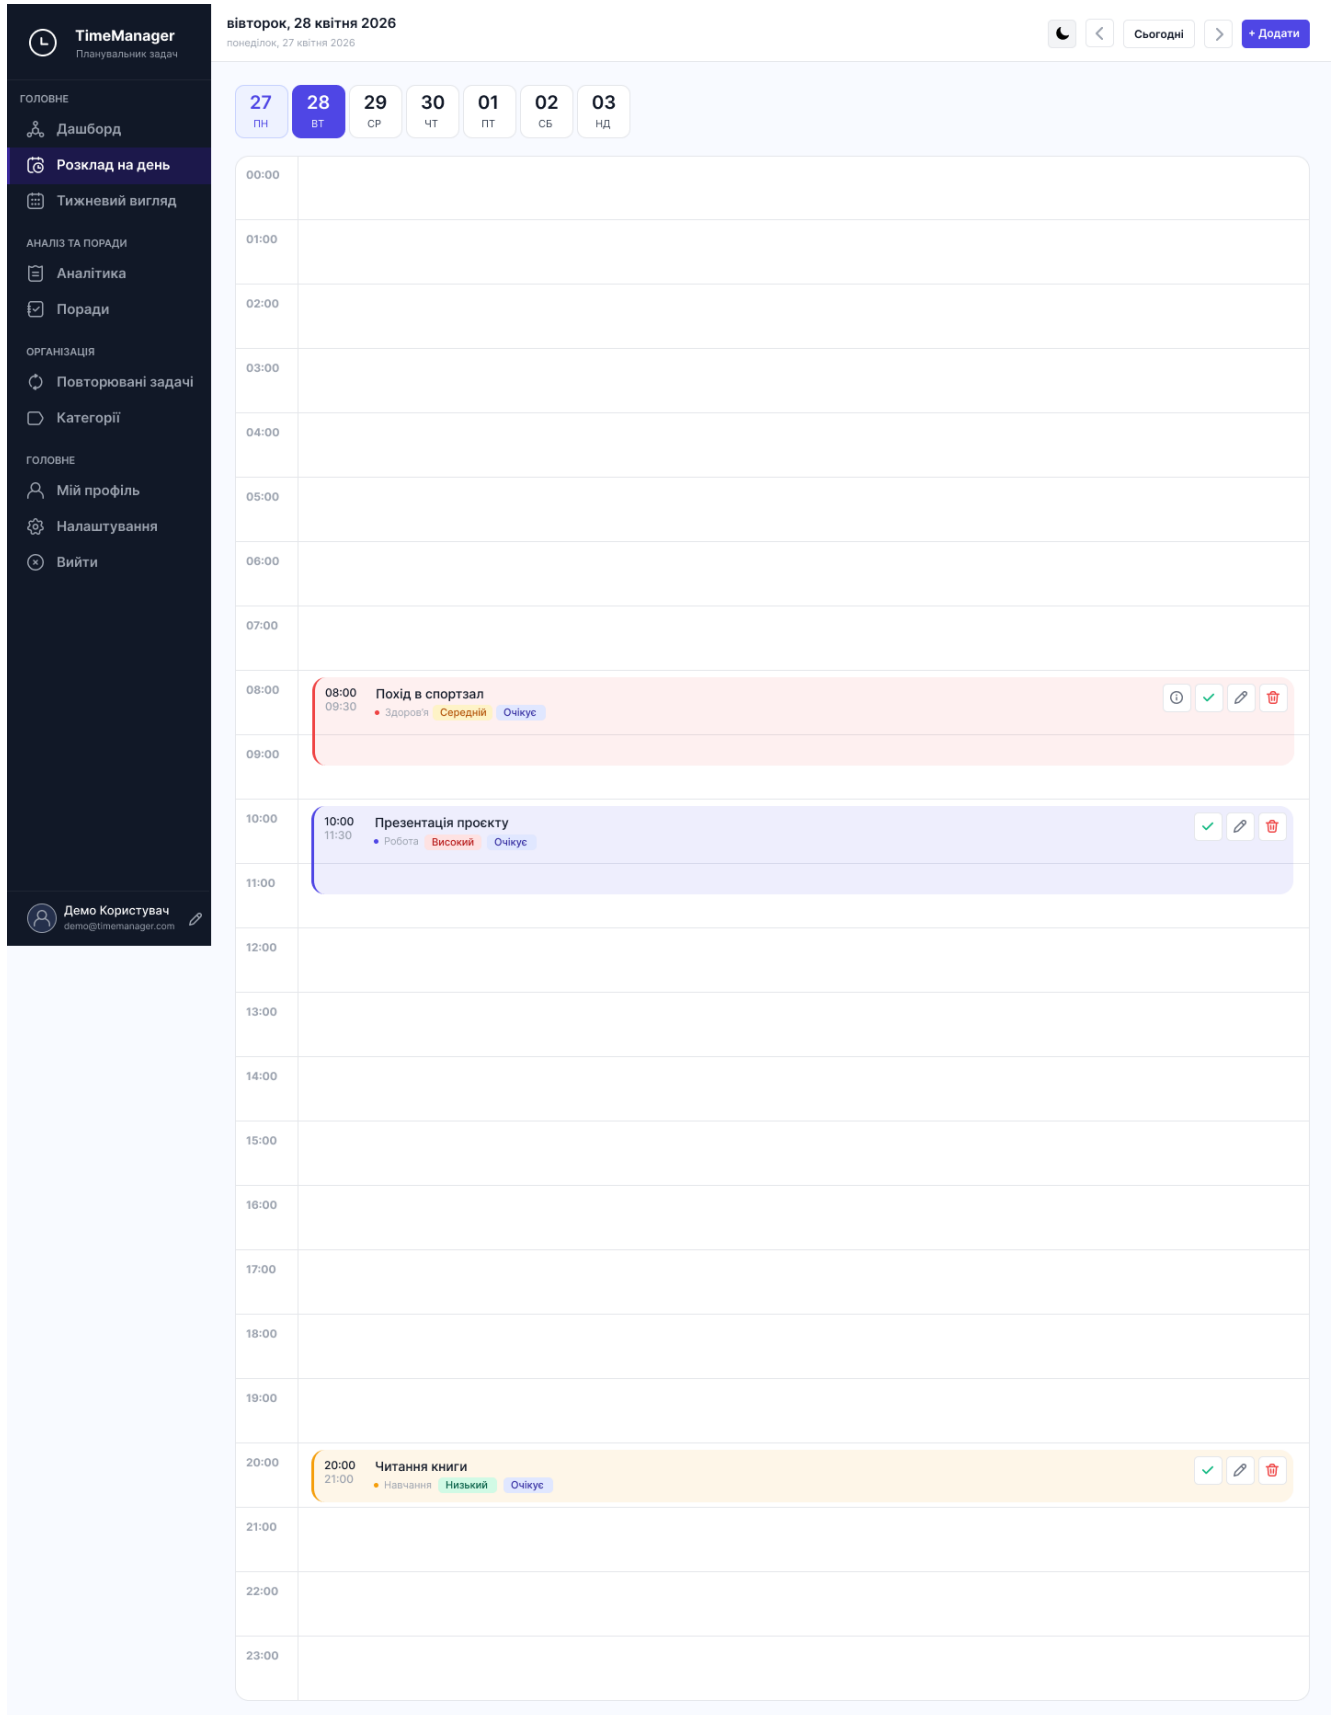 TimeManager
Планувальник задач
ГОЛОВНЕ
Дашборд
Розклад на день
Тижневий вигляд
АНАЛІЗ ТА ПОРАДИ
Аналітика
Поради
ОРГАНІЗАЦІЯ
Повторювані задачі
Категорії
ГОЛОВНЕ
Мій профіль
Налаштування
Вийти
Демо Користувач
demo@timemanager.com
вівторок, 28 квітня 2026
понеділок, 27 квітня 2026
Сьогодні
+ Додати
27 28 29 30 01 02 03
ПН ВТ СР ЧТ ПТ СБ НД
00:00
01:00
02:00
03:00
04:00
05:00
06:00
07:00
08:00
08:00 Похід в спортзал
09:30 Здоров'я Середній Очікує
09:00
10:00
10:00 Презентація проєкту
11:30 Робота Високий Очікує
11:00
12:00
13:00
14:00
15:00
16:00
17:00
18:00
19:00
20:00
20:00 Читання книги
21:00 Навчання Низький Очікує
21:00
22:00
23:00